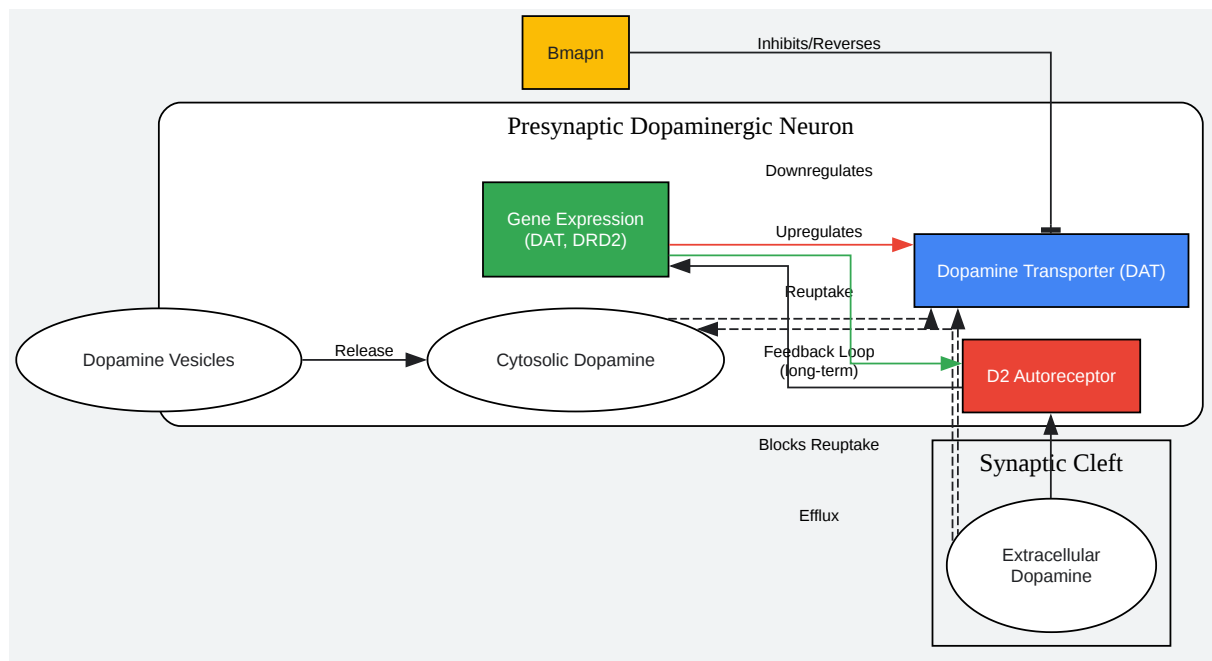 Bmapn
Inhibits/Reverses
Presynaptic Dopaminergic Neuron
Downregulates
Gene Expression
(DAT, DRD2)
Upregulates
Dopamine Transporter (DAT)
Reuptake
Dopamine Vesicles
Release
Cytosolic Dopamine
Feedback Loop
(long-term)
D2 Autoreceptor
Blocks Reuptake
Synaptic Cleft
Efflux
Extracellular
Dopamine